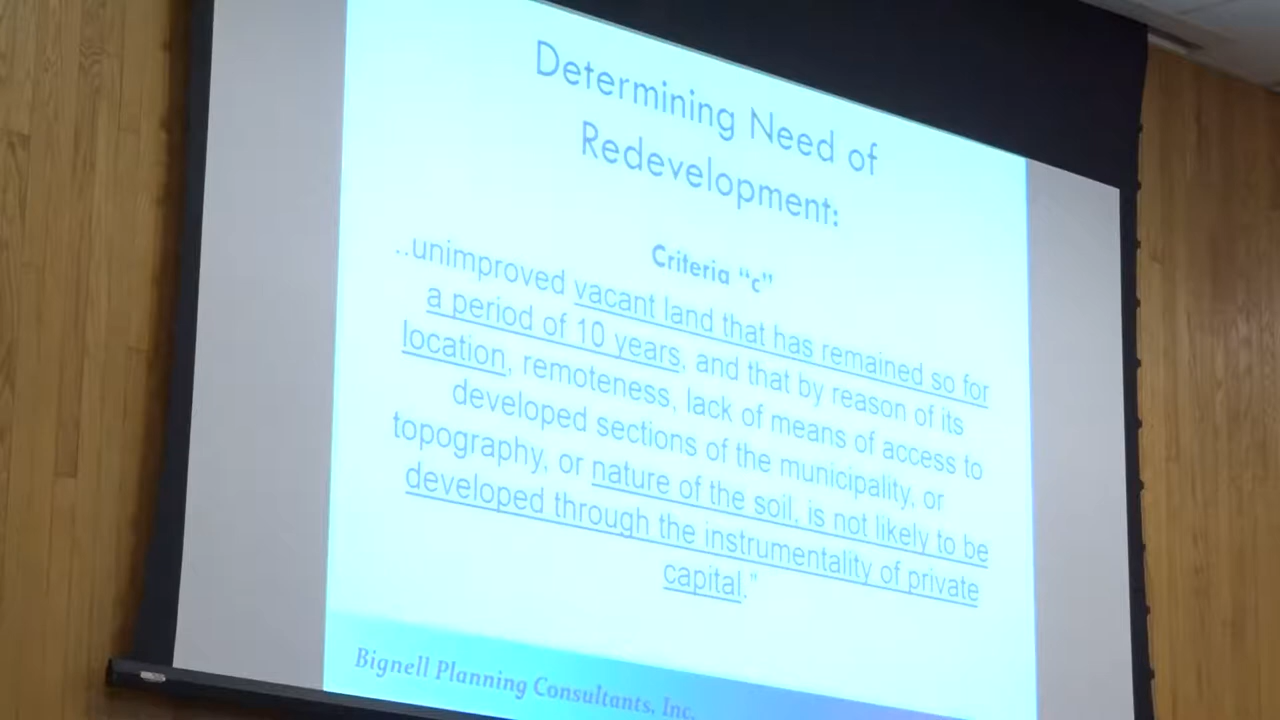 Determining Need of
Redevelopment:
Criteria “c”
..unimproved vacant land that has remained so for
a period of 10 years, and that by reason of its
location, remoteness, lack of means of access to
developed sections of the municipality, or
topography, or nature of the soil, is not likely to be
developed through the instrumentality of private
capital.”
Bignell Planning Consultants, Inc.